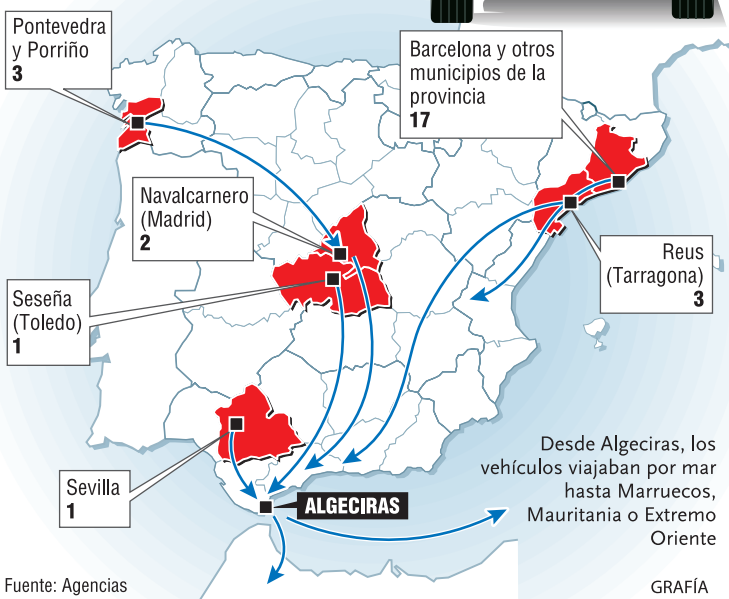 Pontevedra
y Porriño
3
Barcelona y otros
municipios de la
provincia
17
Navalcarnero
(Madrid)
2
Reus
(Tarragona)
3
Seseña
(Toledo)
1
Sevilla
1
ALGECIRAS
Desde Algeciras, los
vehículos viajaban por mar
hasta Marruecos,
Mauritania o Extremo
Oriente
Fuente: Agencias
GRAFÍA